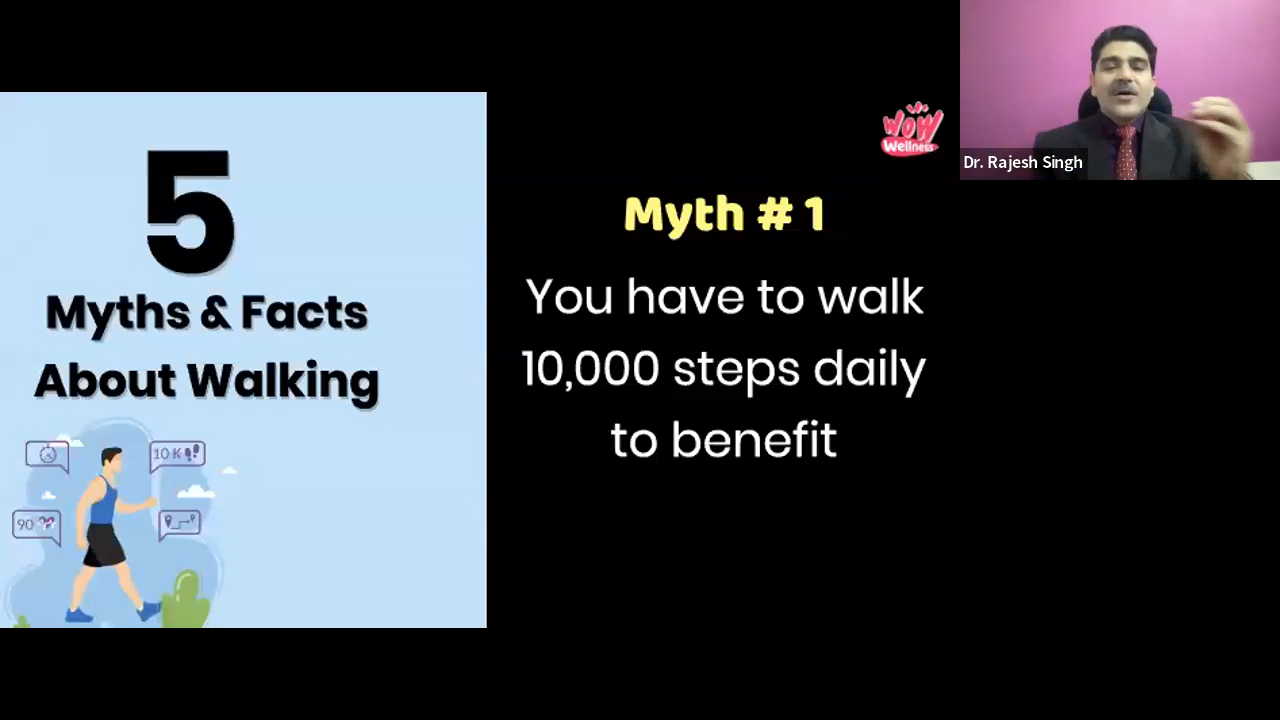 5
Myths & Facts
About Walking
10 K
90
WOW
Wellness
Myth # 1
You have to walk
10,000 steps daily
to benefit
Dr. Rajesh Singh